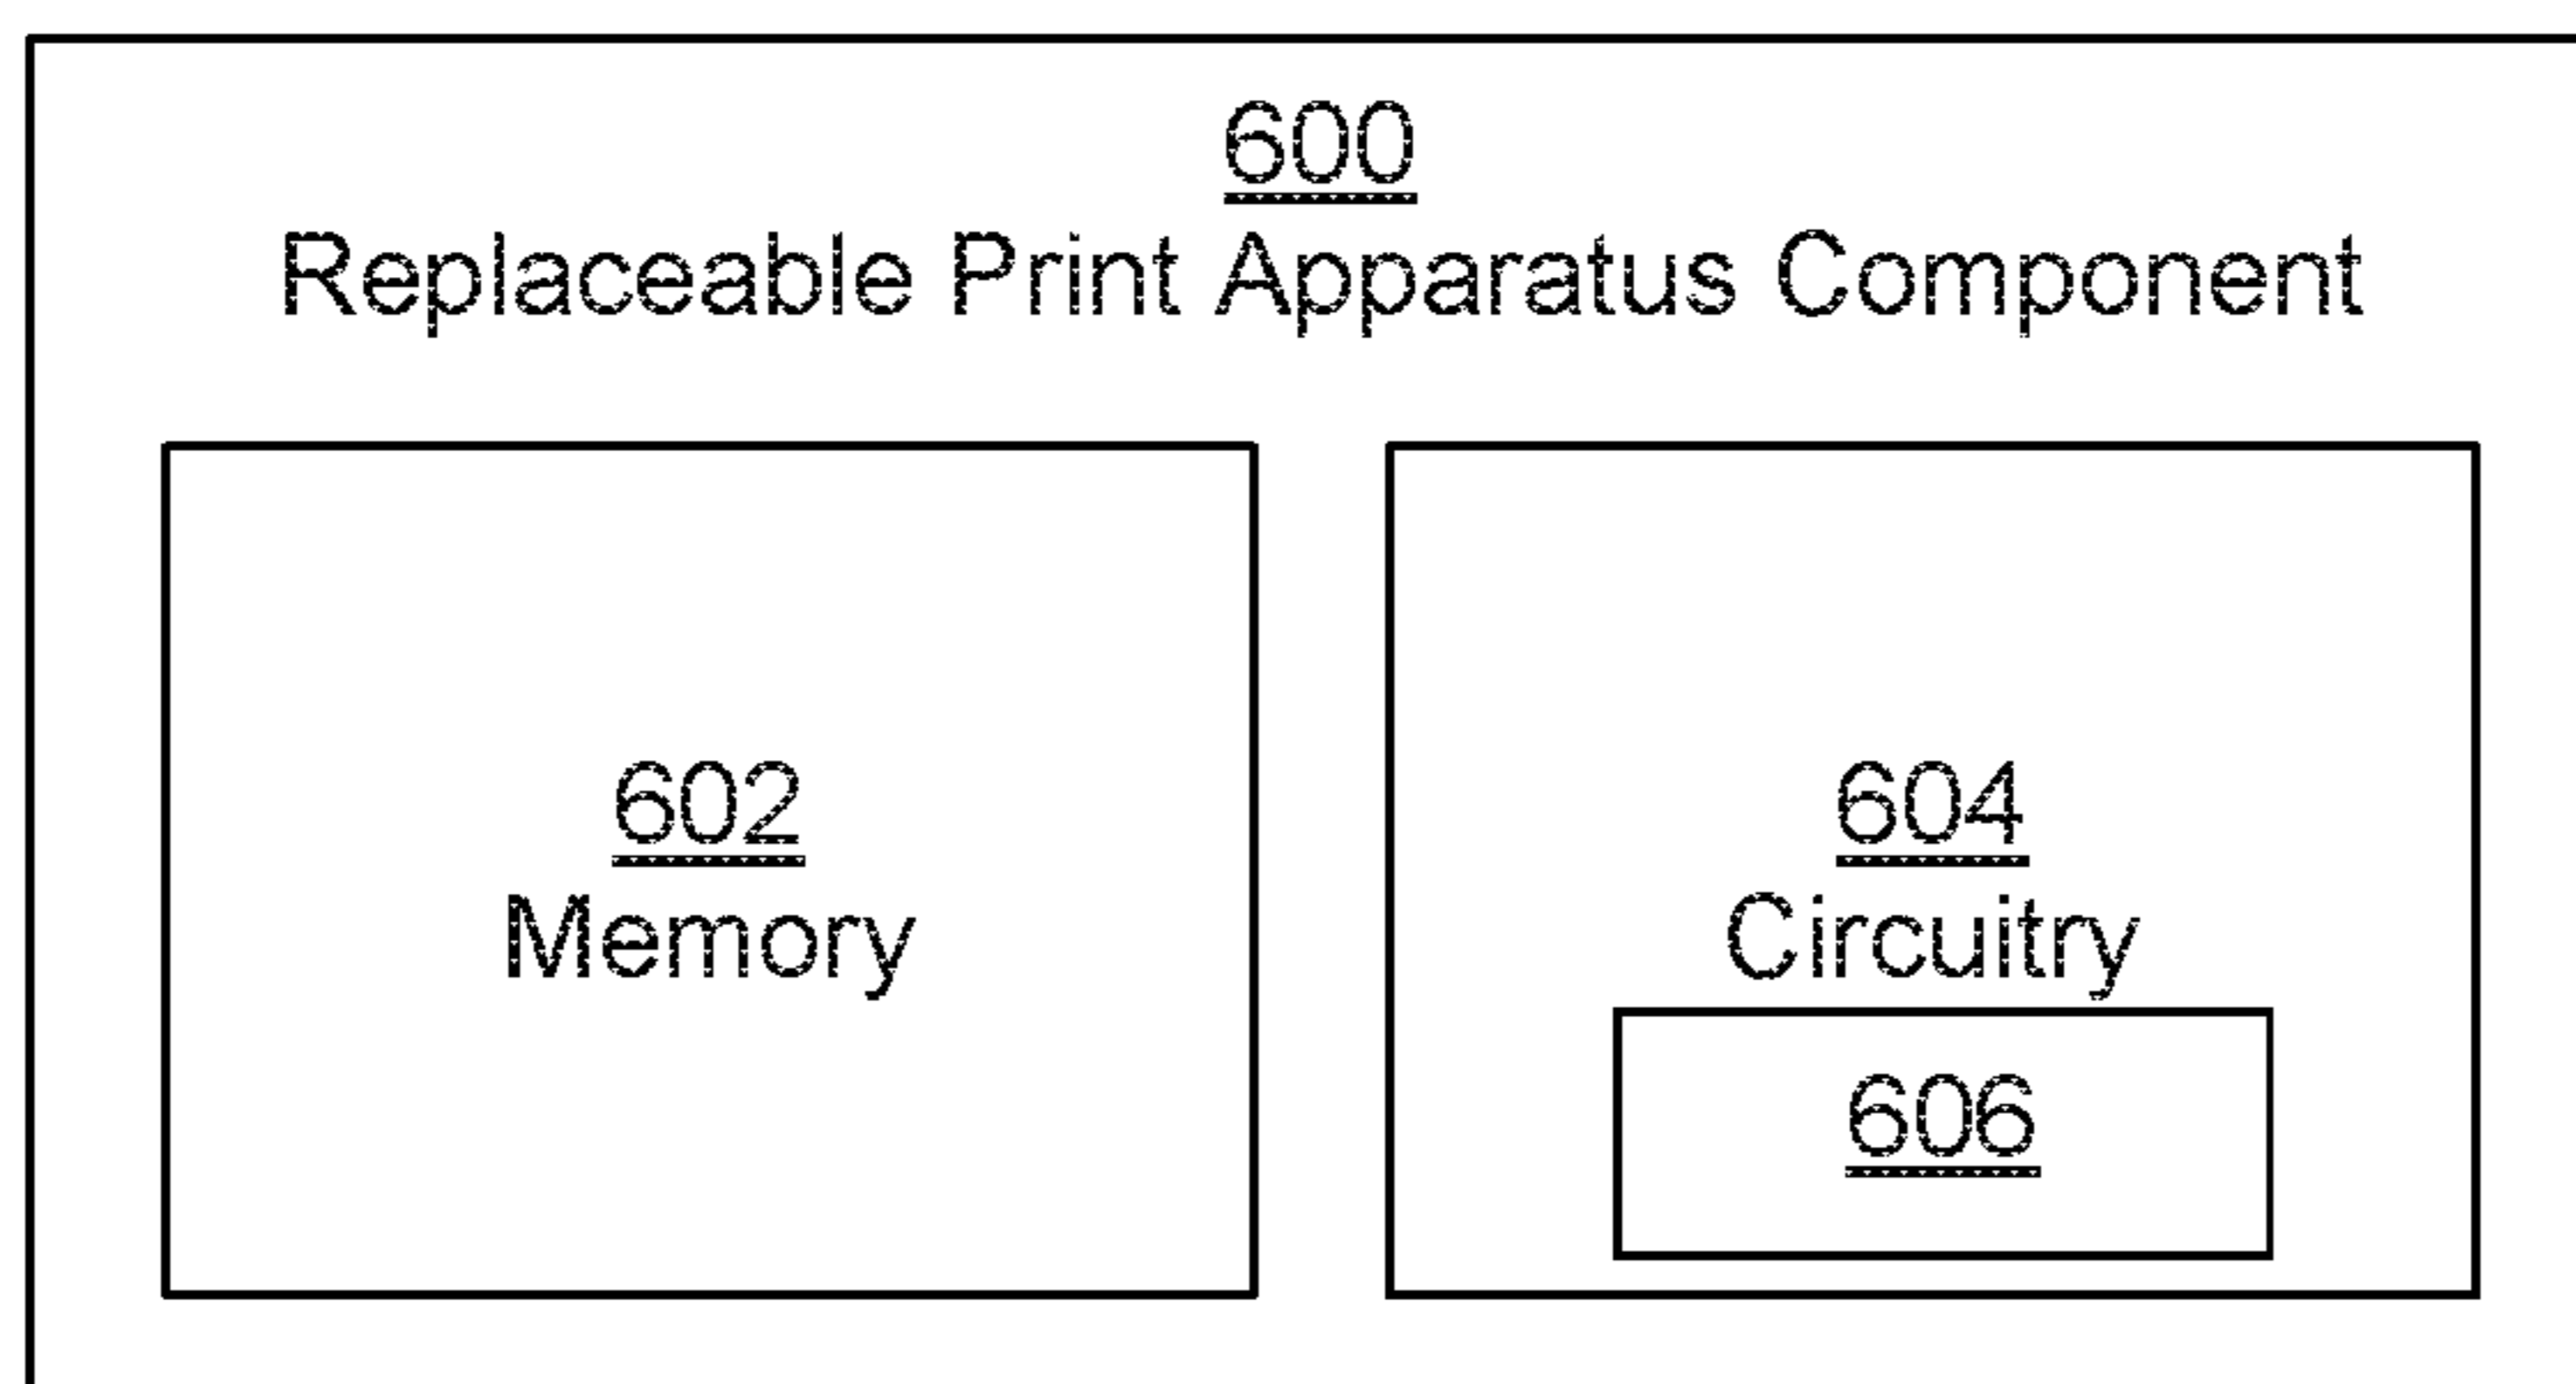 600
Replaceable Print Apparatus Component
602
Memory
604
Circuitry
606